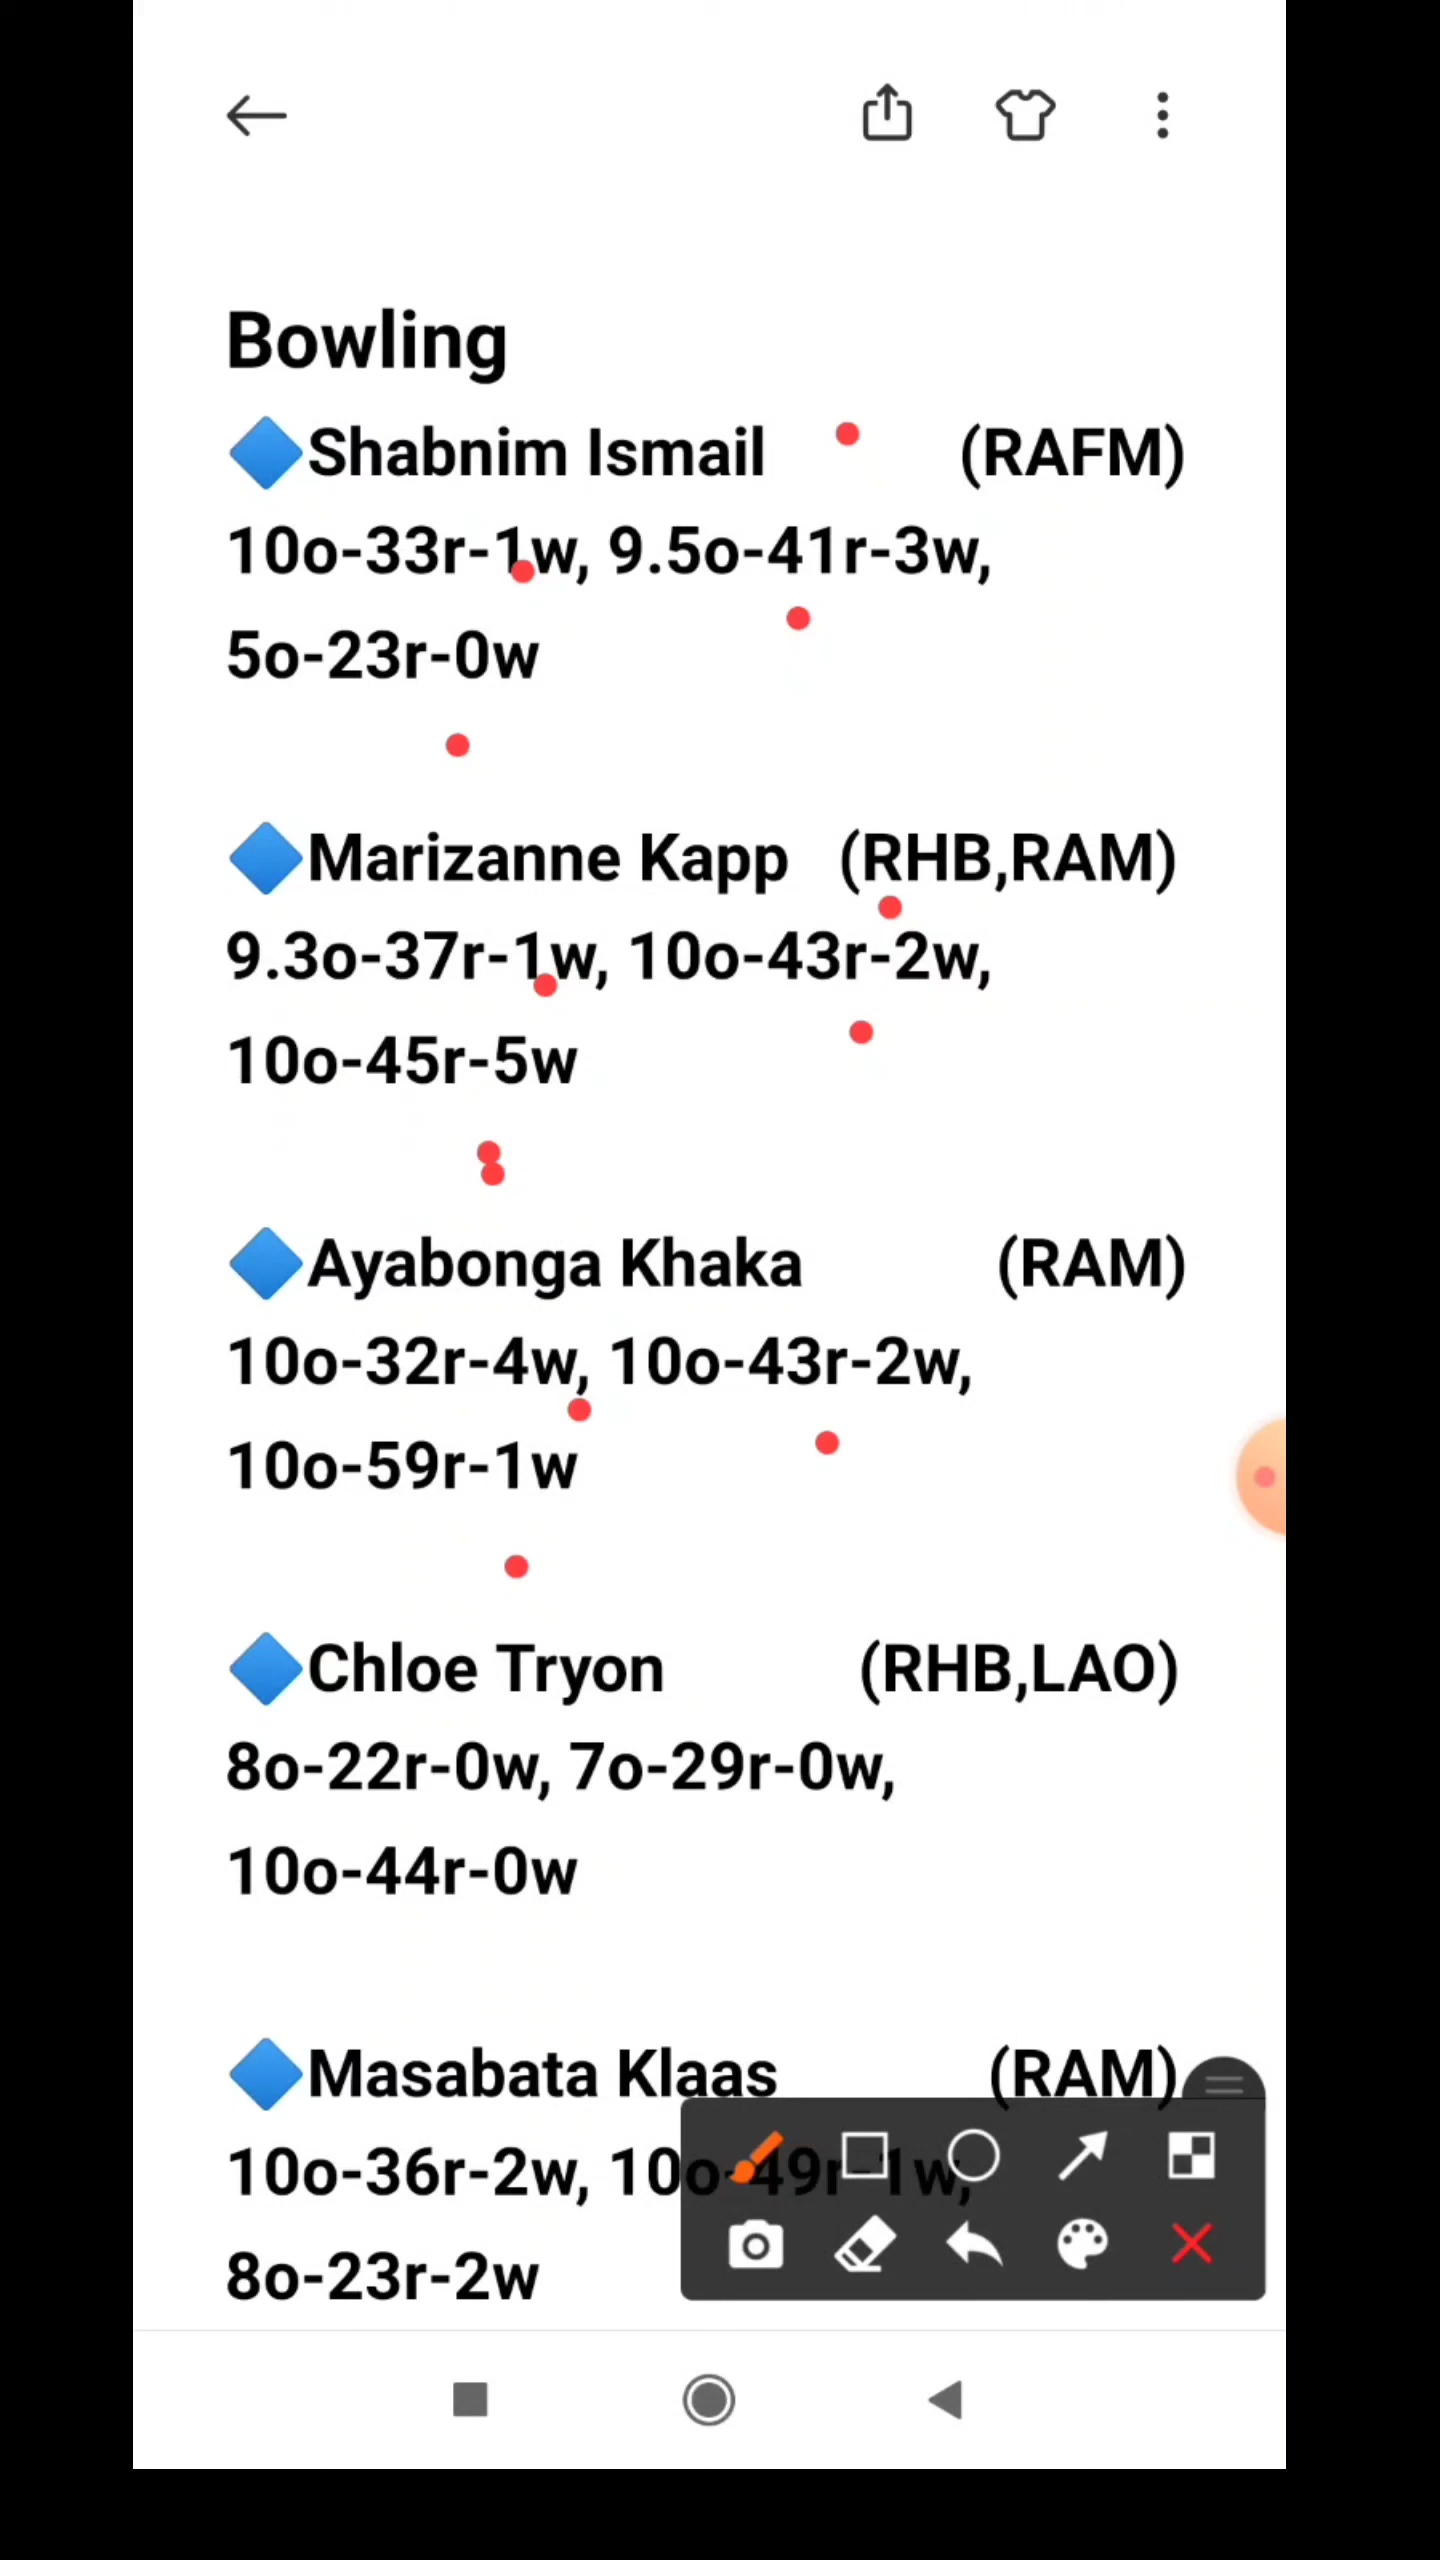 Bowling
🔷Shabnim Ismail (RAFM)
10o-33r-1w, 9.5o-41r-3w,
5o-23r-0w
🔷Marizanne Kapp (RHB,RAM)
9.3o-37r-1w, 10o-43r-2w,
10o-45r-5w
🔷Ayabonga Khaka (RAM)
10o-32r-4w, 10o-43r-2w,
10o-59r-1w
🔷Chloe Tryon (RHB,LAO)
8o-22r-0w, 7o-29r-0w,
10o-44r-0w
🔷Masabata Klaas (RAM)
10o-36r-2w, 10o-49r-1w,
8o-23r-2w